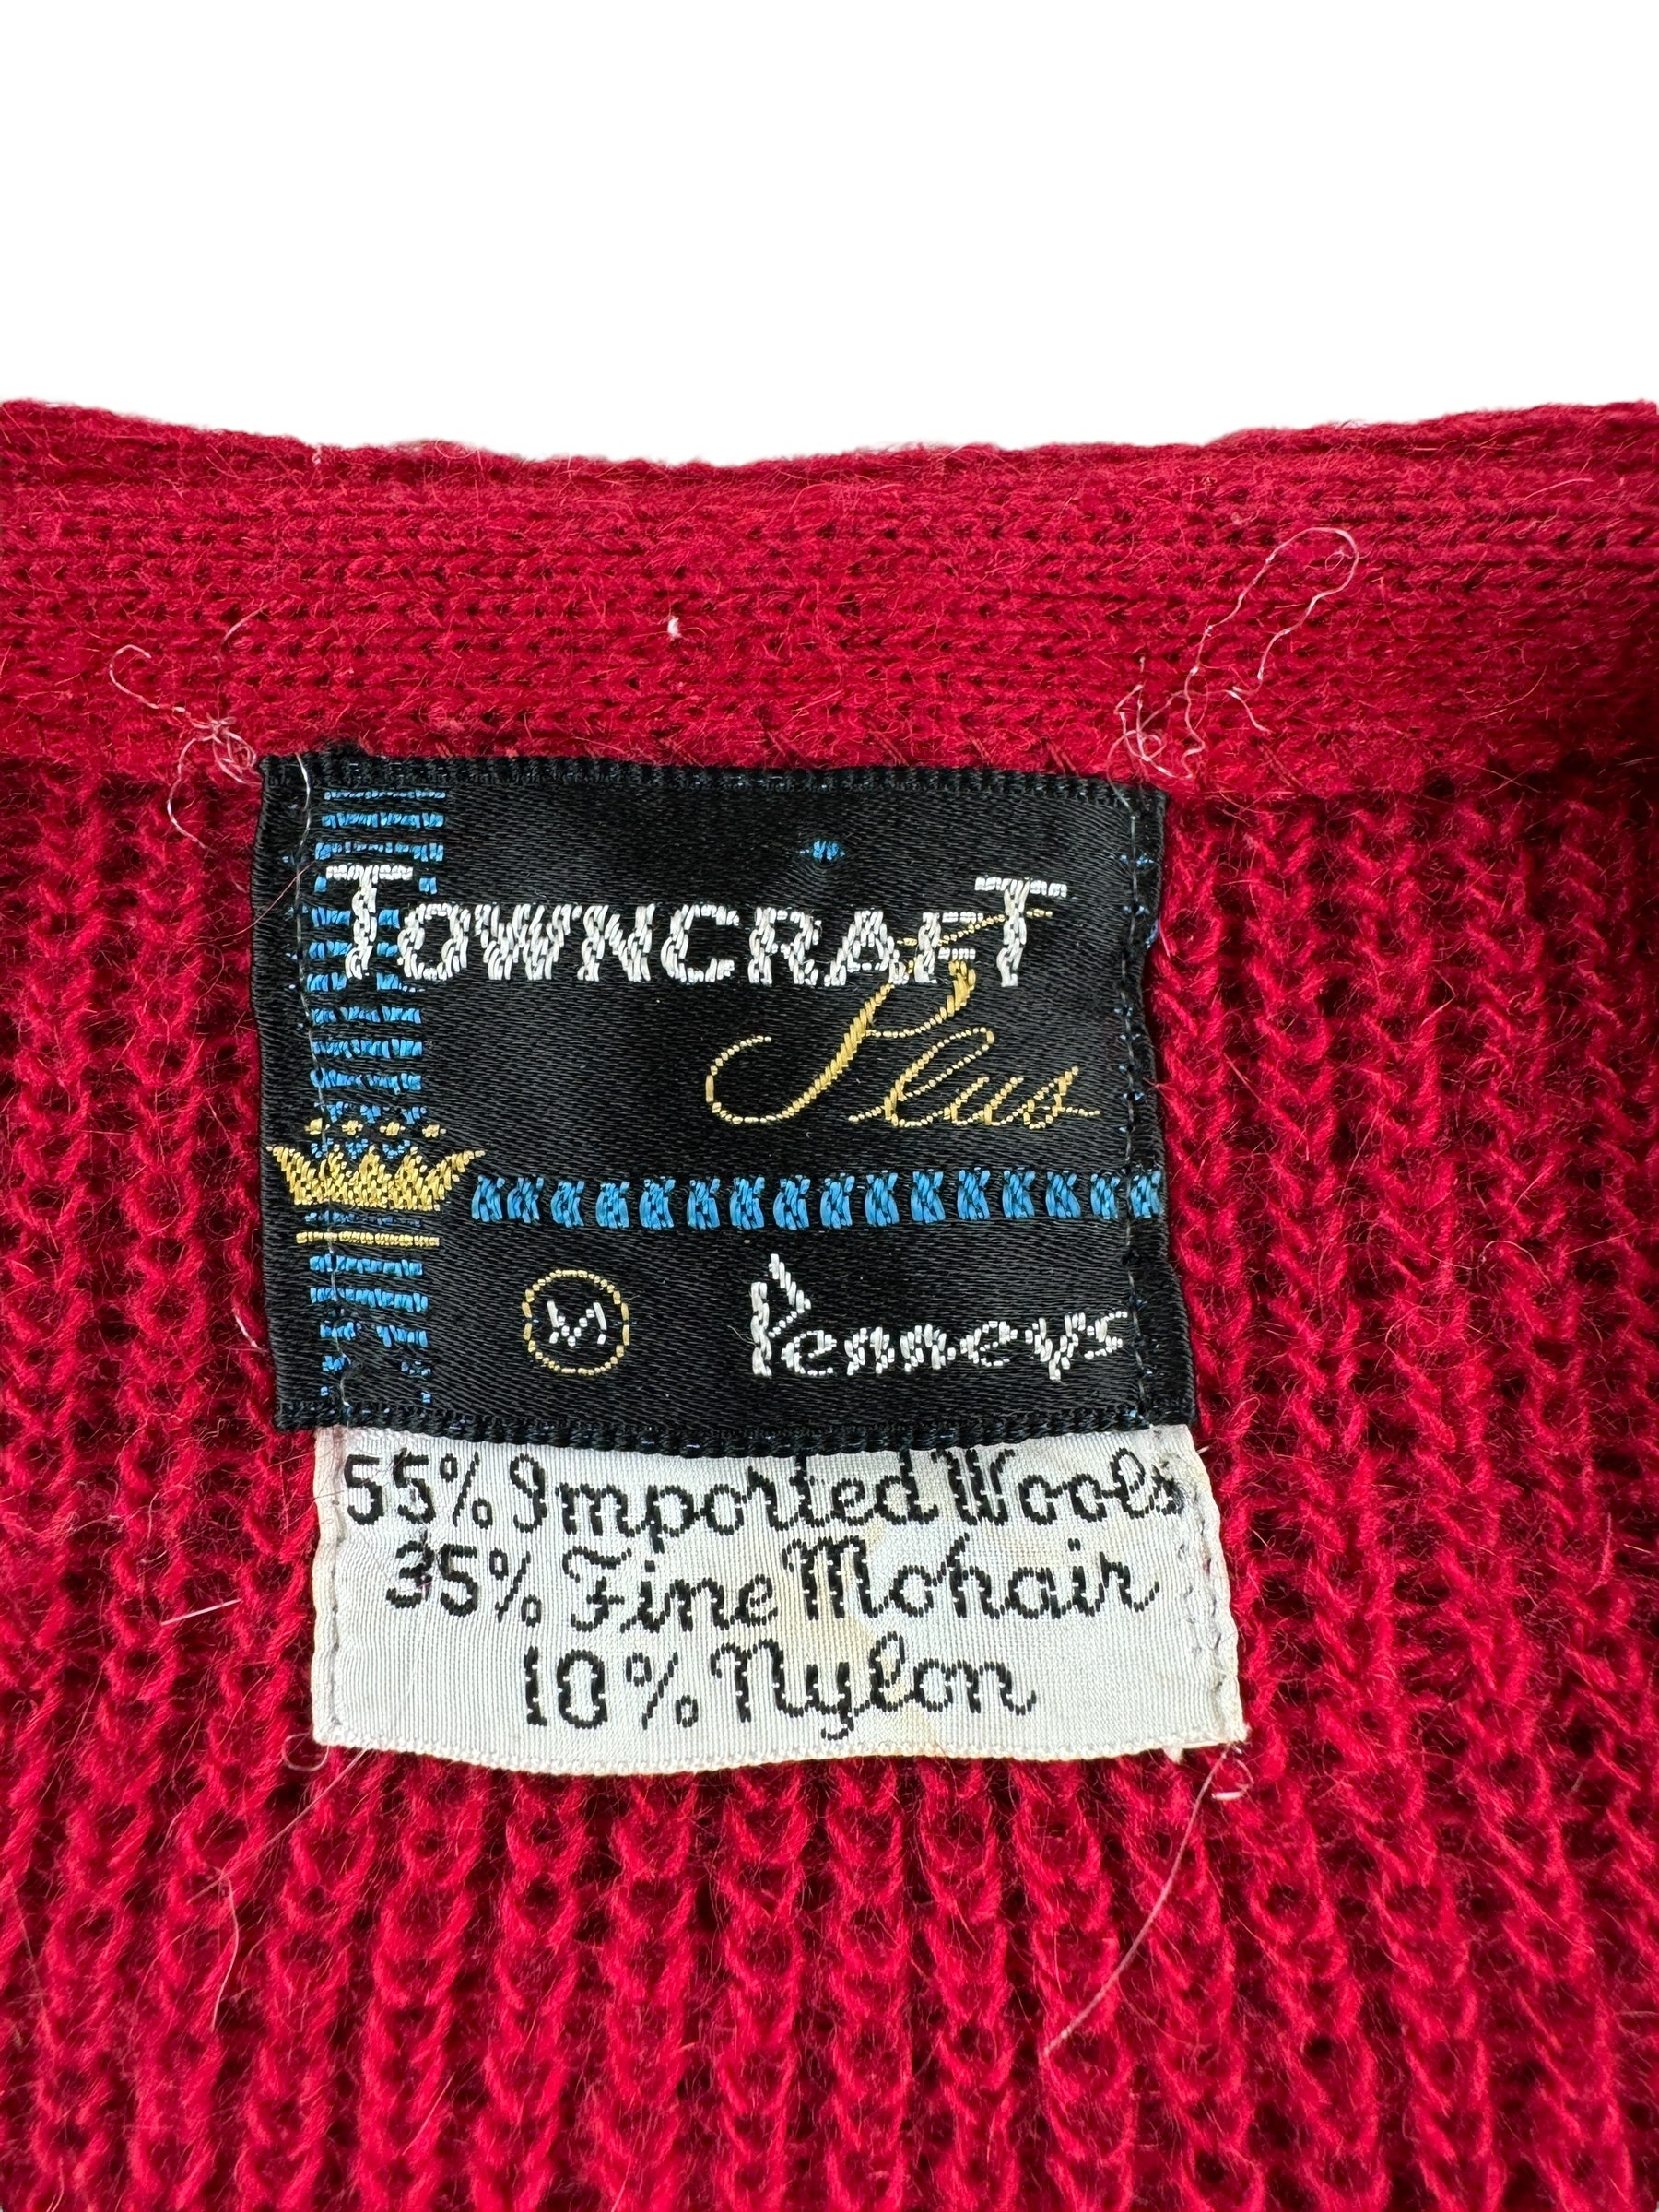 TOWNCRAFT
Plus
M Penneys
55% Imported Wools
35% Fine Mohair
10% Nylon